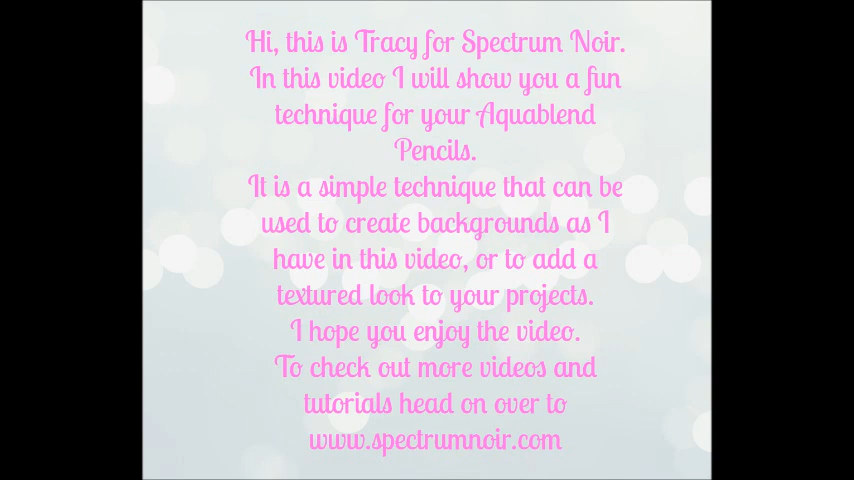 Hi, this is Tracy for Spectrum Noir.
In this video I will show you a fun
technique for your Aquablend
Pencils.
It is a simple technique that can be
used to create backgrounds as I
have in this video, or to add a
textured look to your projects.
I hope you enjoy the video.
To check out more videos and
tutorials head on over to
www.spectrumnoir.com